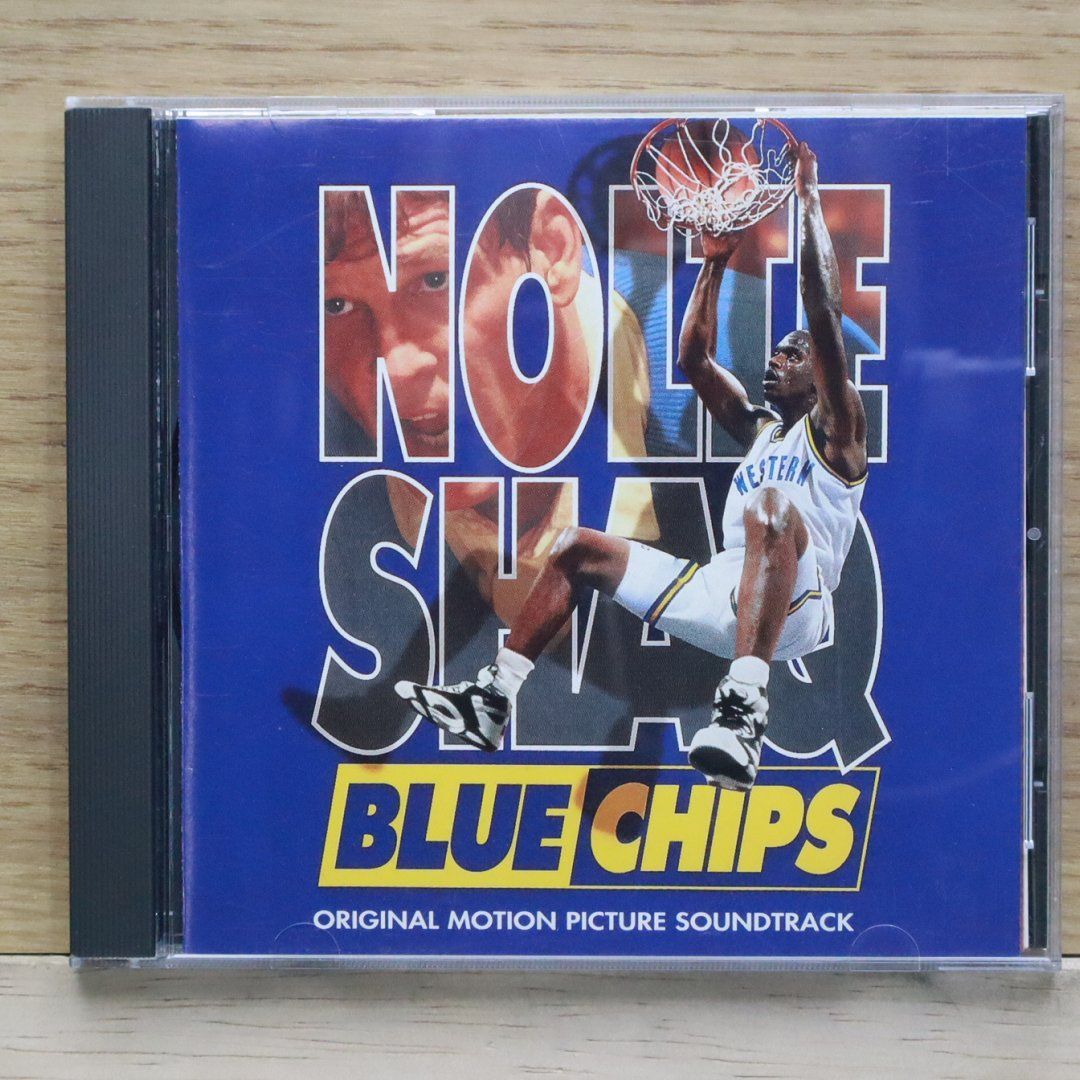 NOLTE
SHAQ
WESTERN
BLUE CHIPS
ORIGINAL MOTION PICTURE SOUNDTRACK